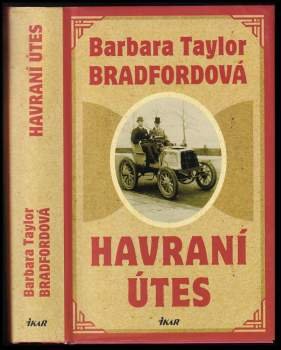 HAVRANÍ ÚTES
Barbara Taylor
BRADFORDOVÁ
IKAR
Barbara Taylor
BRADFORDOVÁ
HAVRANÍ
ÚTES
IKAR